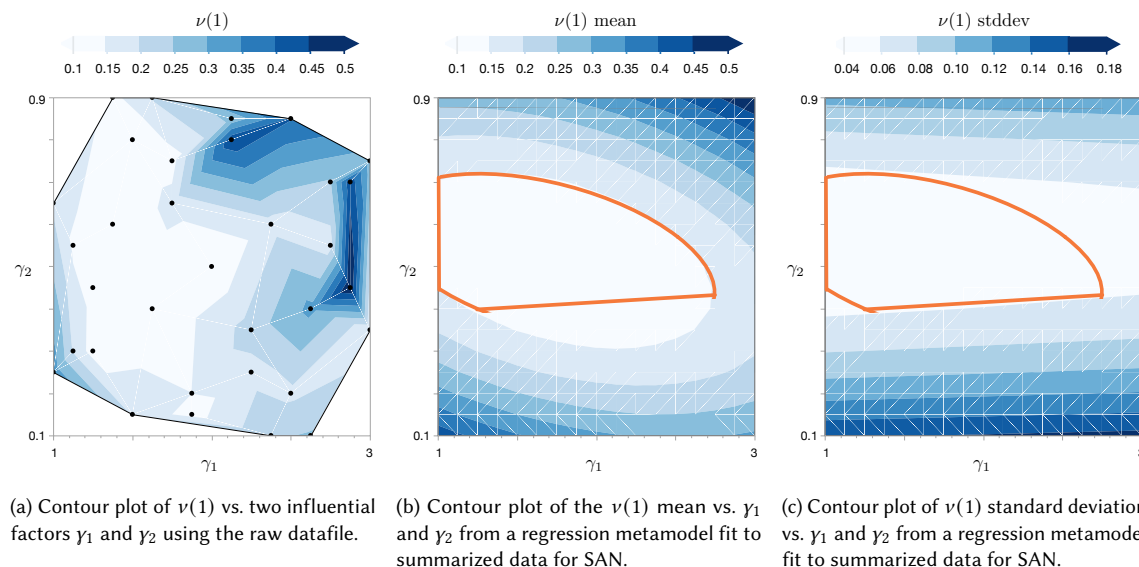 ν(1)
0.1 0.15 0.2 0.25 0.3 0.35 0.4 0.45 0.5
0.9
γ2
0.1
1
3
γ1
(a) Contour plot of ν(1) vs. two influential
factors γ1 and γ2 using the raw datafile.
ν(1) mean
0.1 0.15 0.2 0.25 0.3 0.35 0.4 0.45 0.5
0.9
γ2
0.1
1
3
γ1
(b) Contour plot of the ν(1) mean vs. γ1
and γ2 from a regression metamodel fit to
summarized data for SAN.
ν(1) stddev
0.04 0.06 0.08 0.10 0.12 0.14 0.16 0.18
0.9
γ2
0.1
1
3
γ1
(c) Contour plot of ν(1) standard deviation
vs. γ1 and γ2 from a regression metamode
fit to summarized data for SAN.